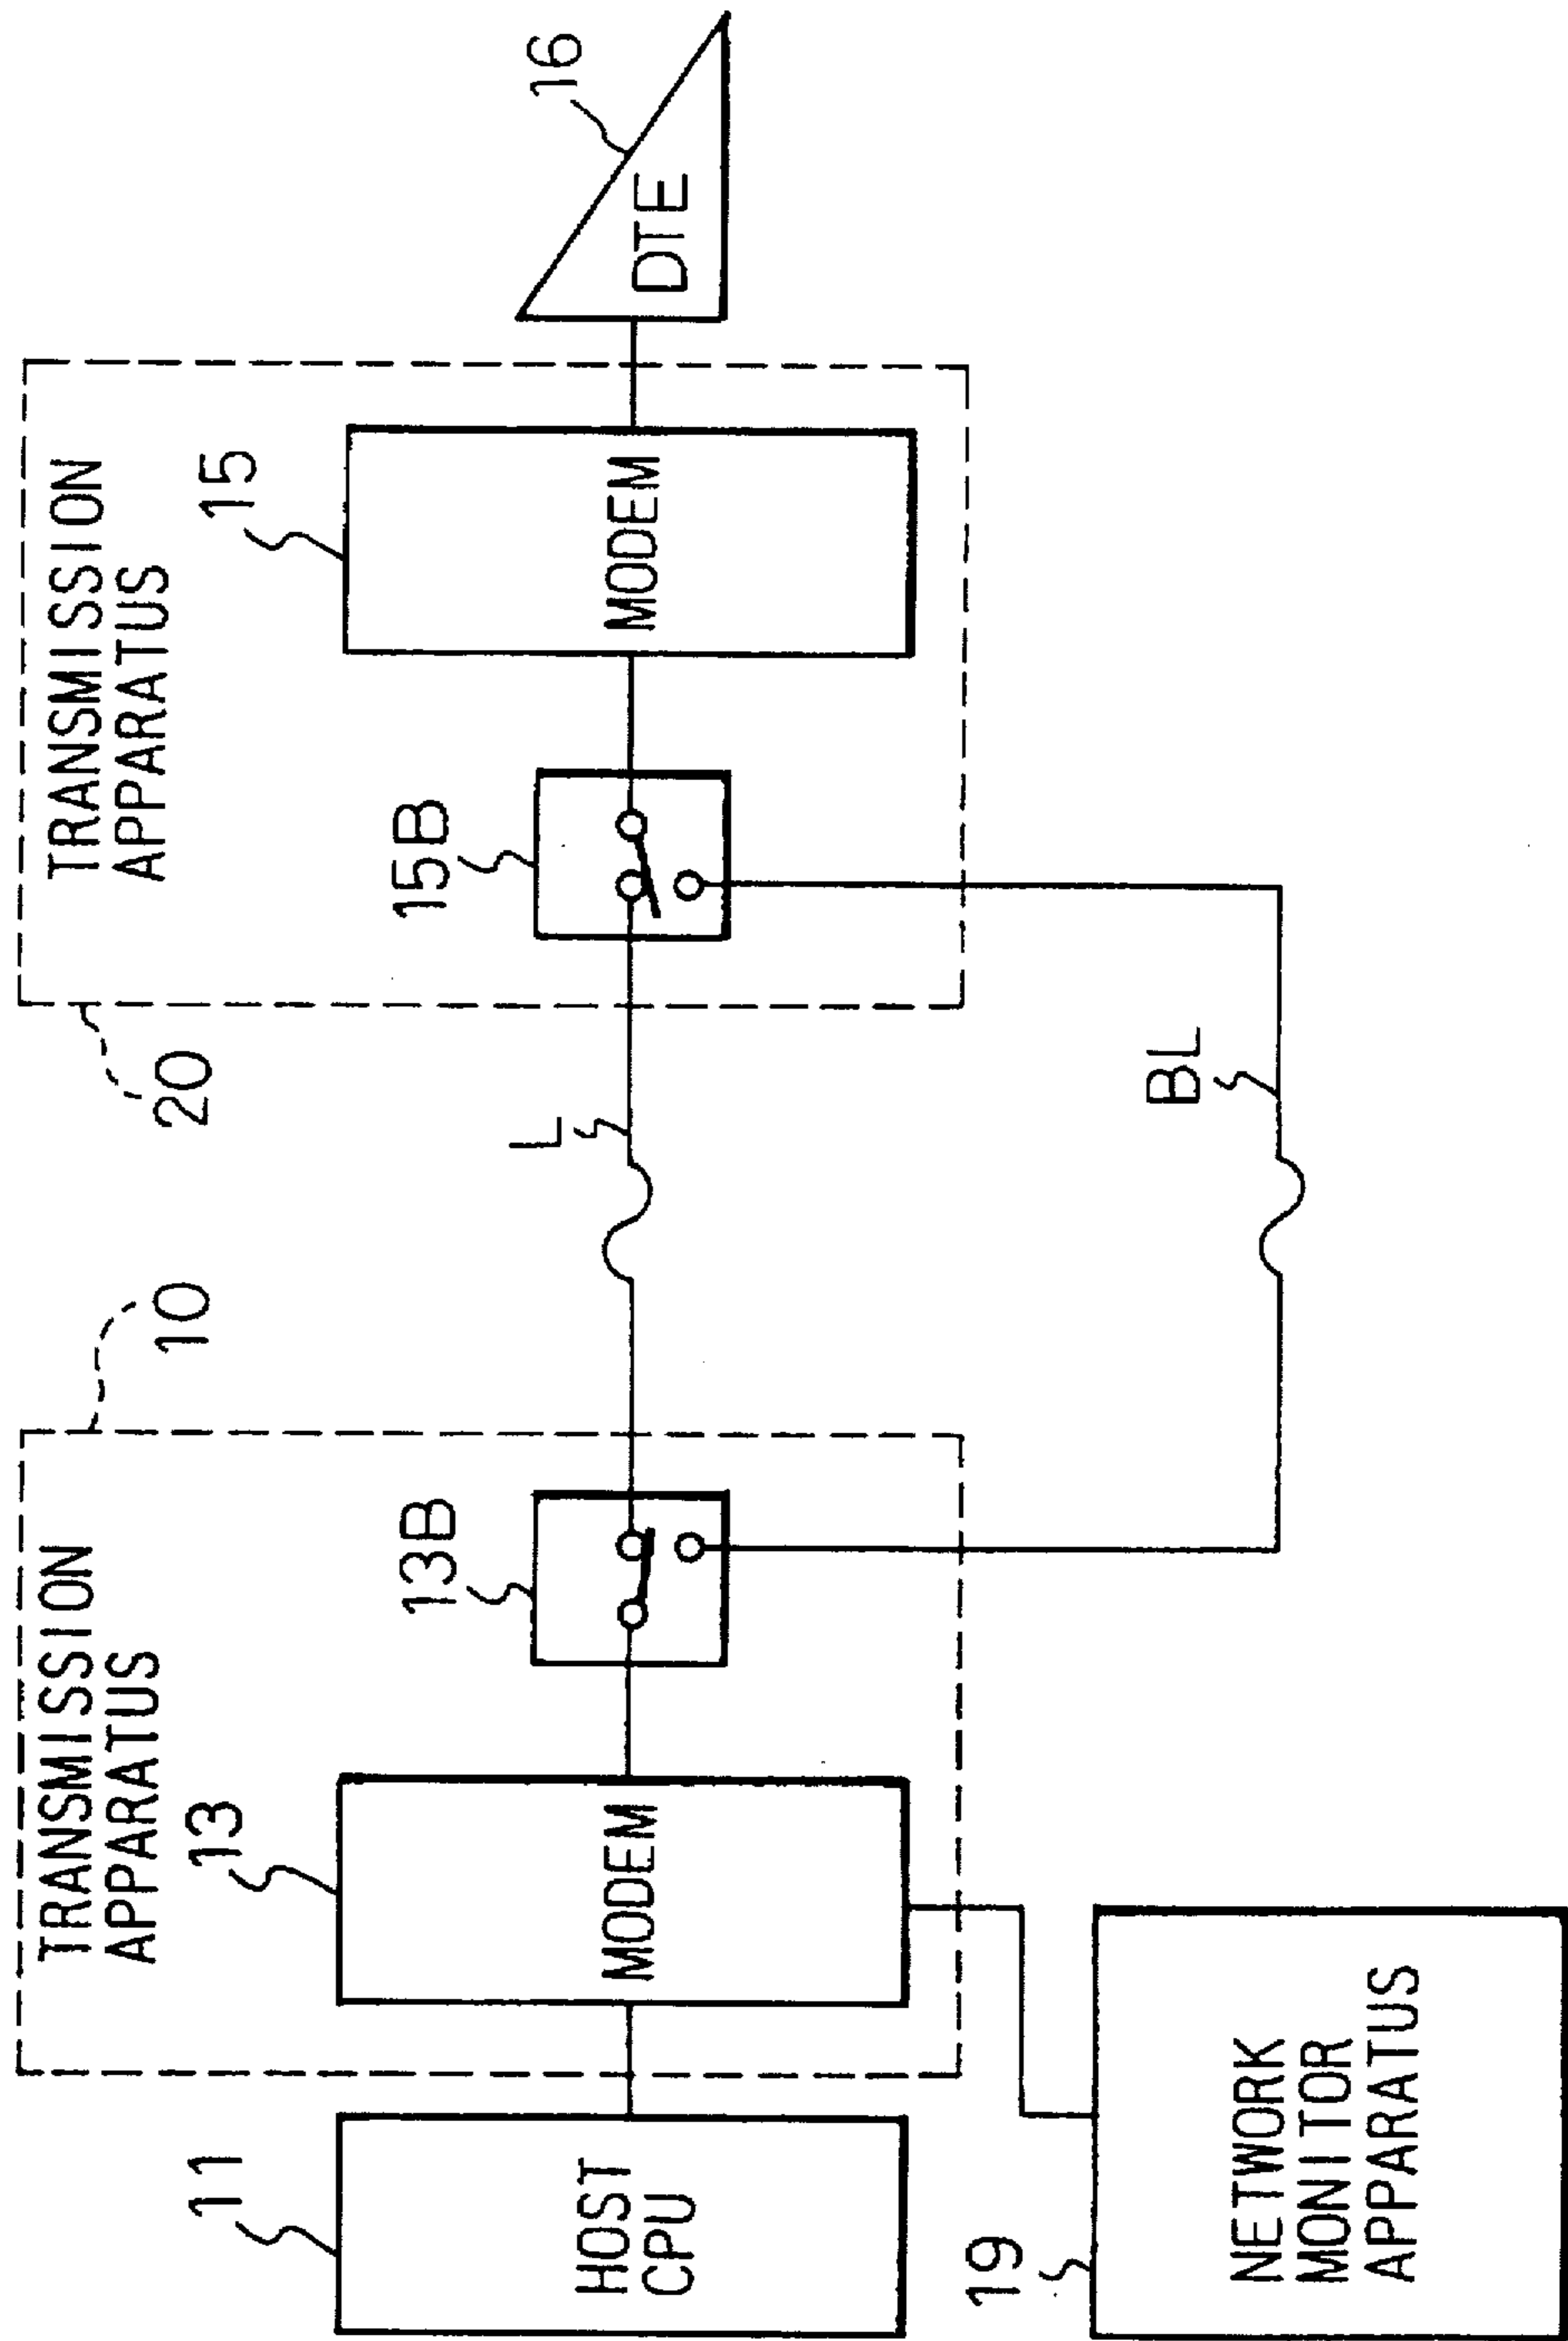 TRANSMISSION
APPARATUS
10
11
HOST
CPU
13
MODEM
13B
19
NETWORK
MONITOR
APPARATUS
L
BL
TRANSMISSION
APPARATUS
20
15B
15
MODEM
16
DTE